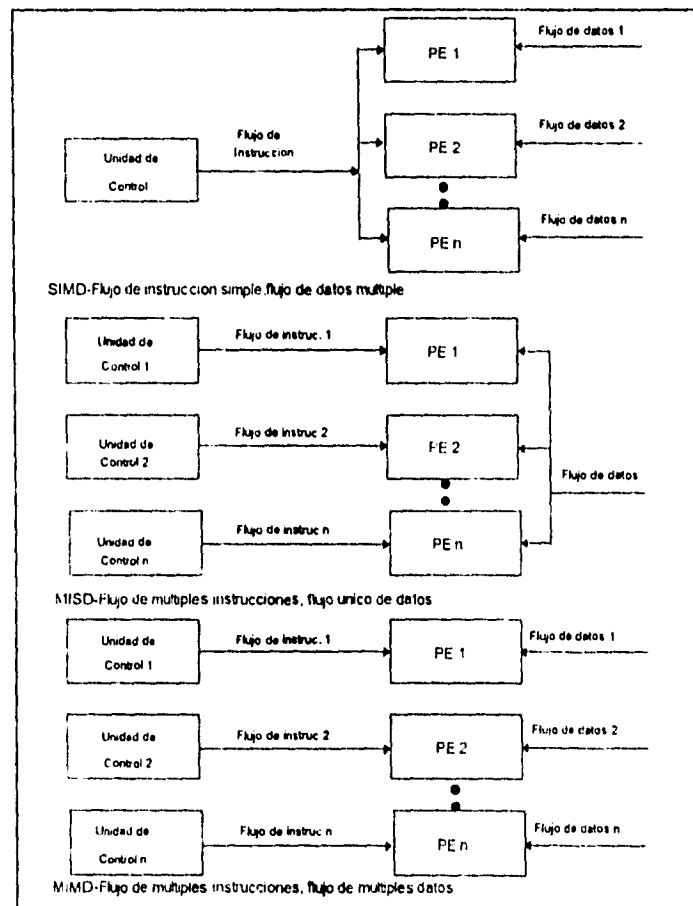 Flujo de datos 1
PE 1
Flujo de Instruccion
Flujo de datos 2
PE 2
Unidad de Control
Flujo de datos n
PE n
SIMD-Flujo de instruccion simple,flujo de datos multiple
Unidad de Control 1
Flujo de instruc. 1
PE 1
Unidad de Control 2
Flujo de instruc 2
PE 2
Flujo de datos
Unidad de Control n
Flujo de instruc n
PE n
MISD-Flujo de multiples instrucciones, flujo unico de datos
Unidad de Control 1
Flujo de instruc. 1
PE 1
Flujo de datos 1
Unidad de Control 2
Flujo de instruc 2
PE 2
Flujo de datos 2
Unidad de Control n
Flujo de instruc n
PE n
Flujo de datos n
MIMD-Flujo de multiples instrucciones, flujo de multiples datos